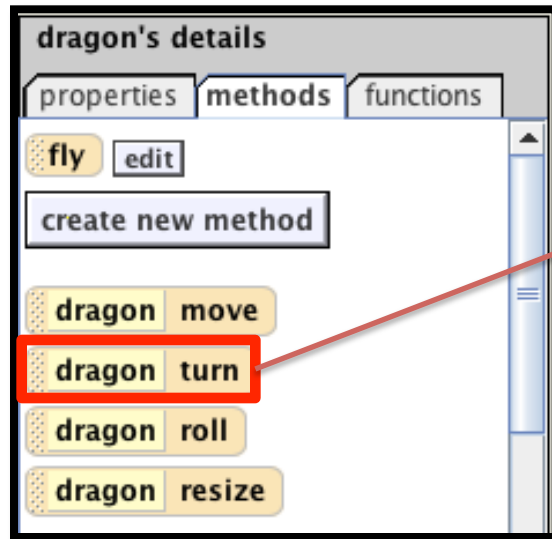 dragon's details
properties methods functions
fly edit
create new method
dragon move
dragon turn
dragon roll
dragon resize